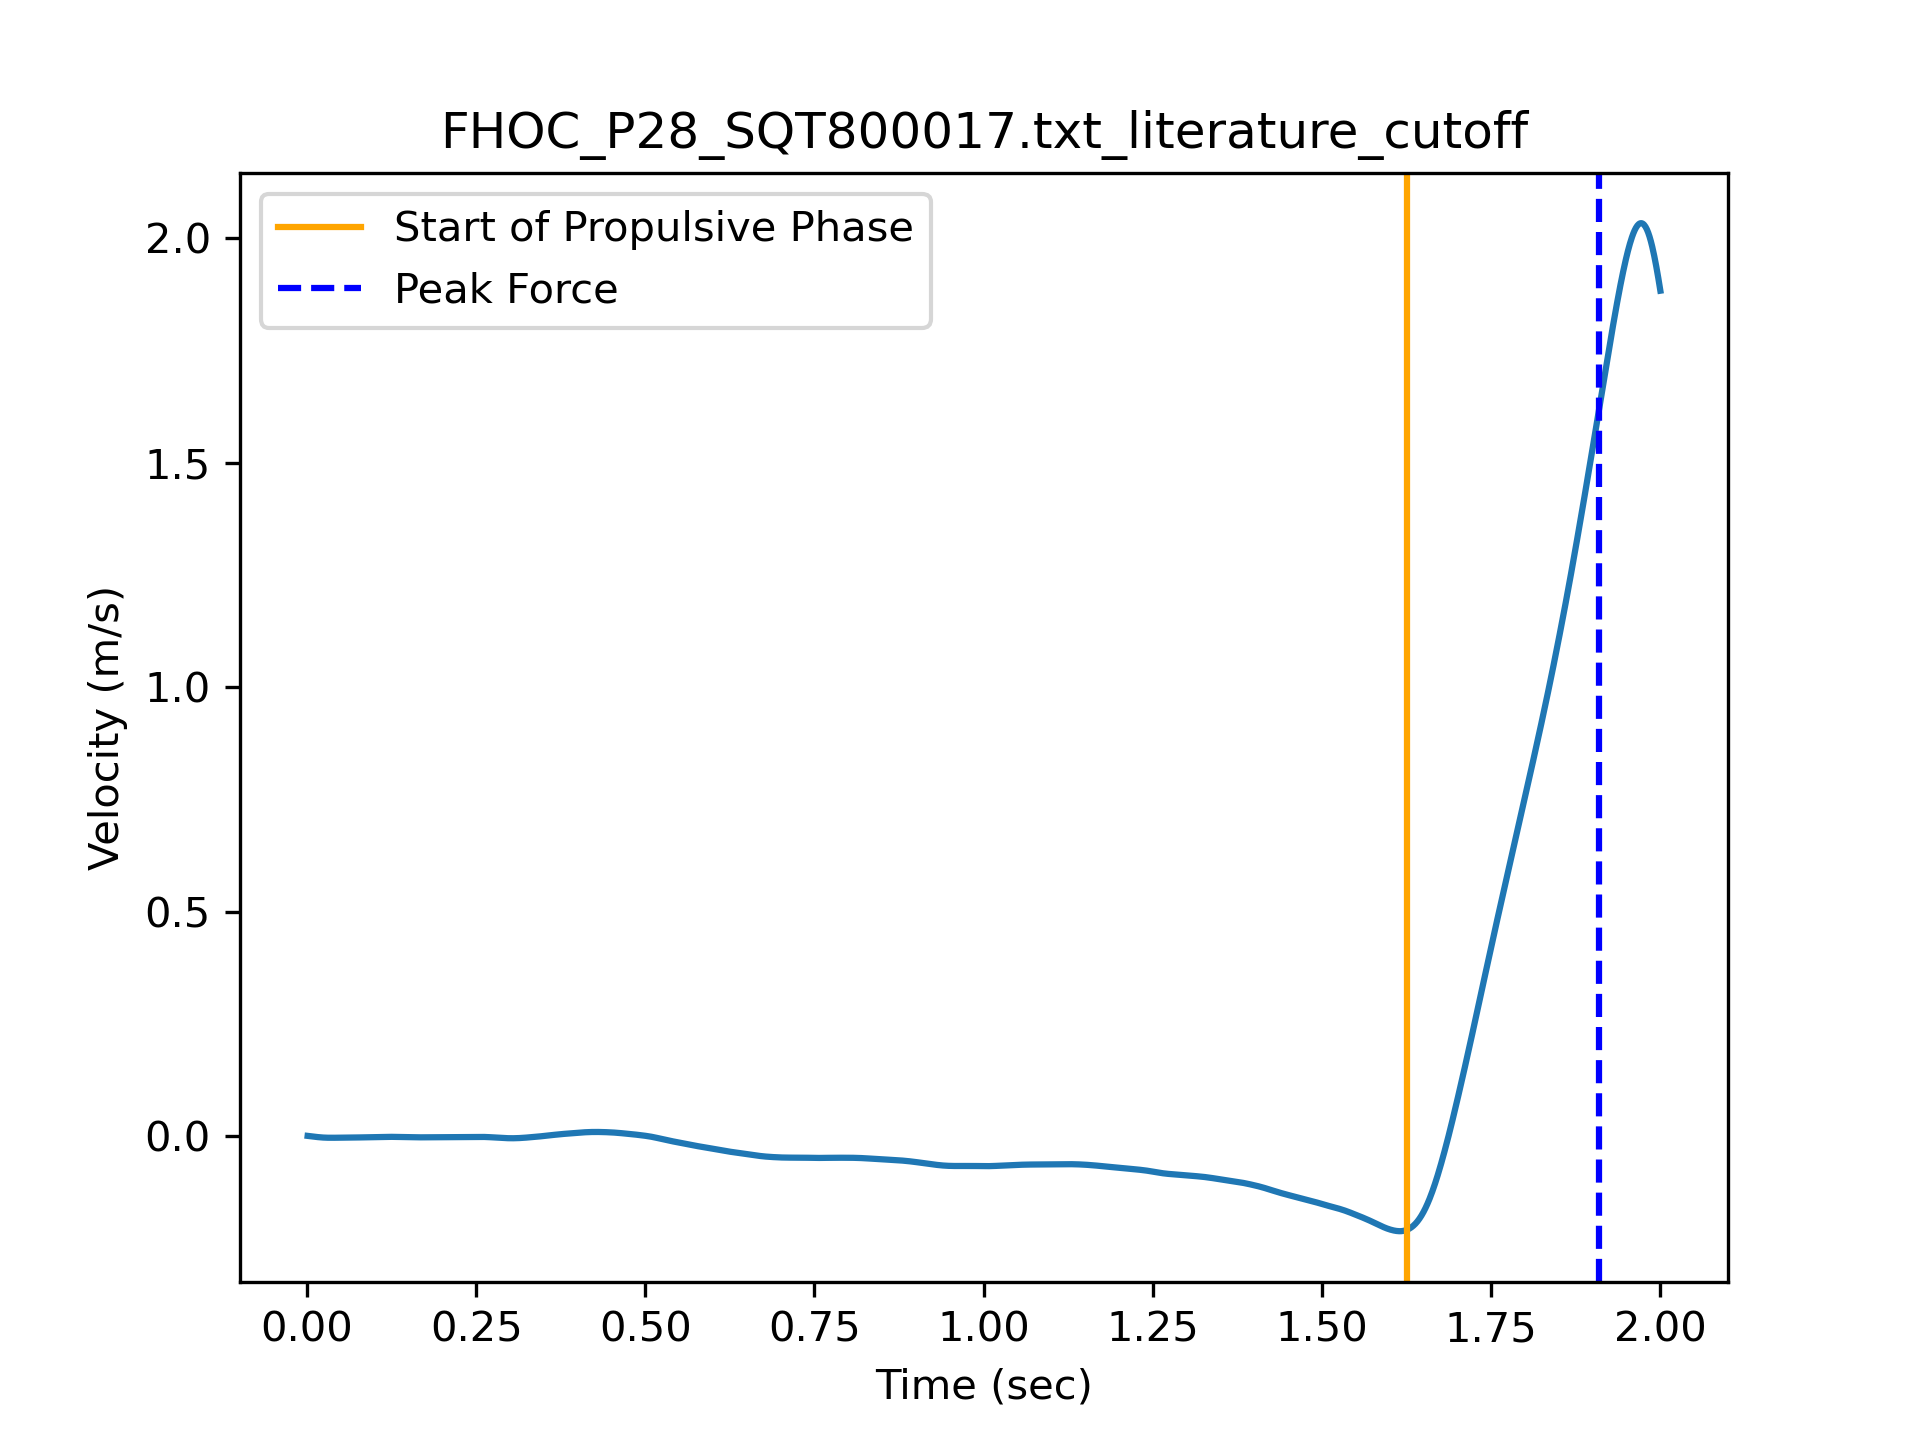 FHOC_P28_SQT800017.txt_literature_cutoff
Start of Propulsive Phase
Peak Force
2.0
1.5
1.0
0.5
0.0
Velocity (m/s)
0.00 0.25 0.50 0.75 1.00 1.25 1.50 1.75 2.00
Time (sec)